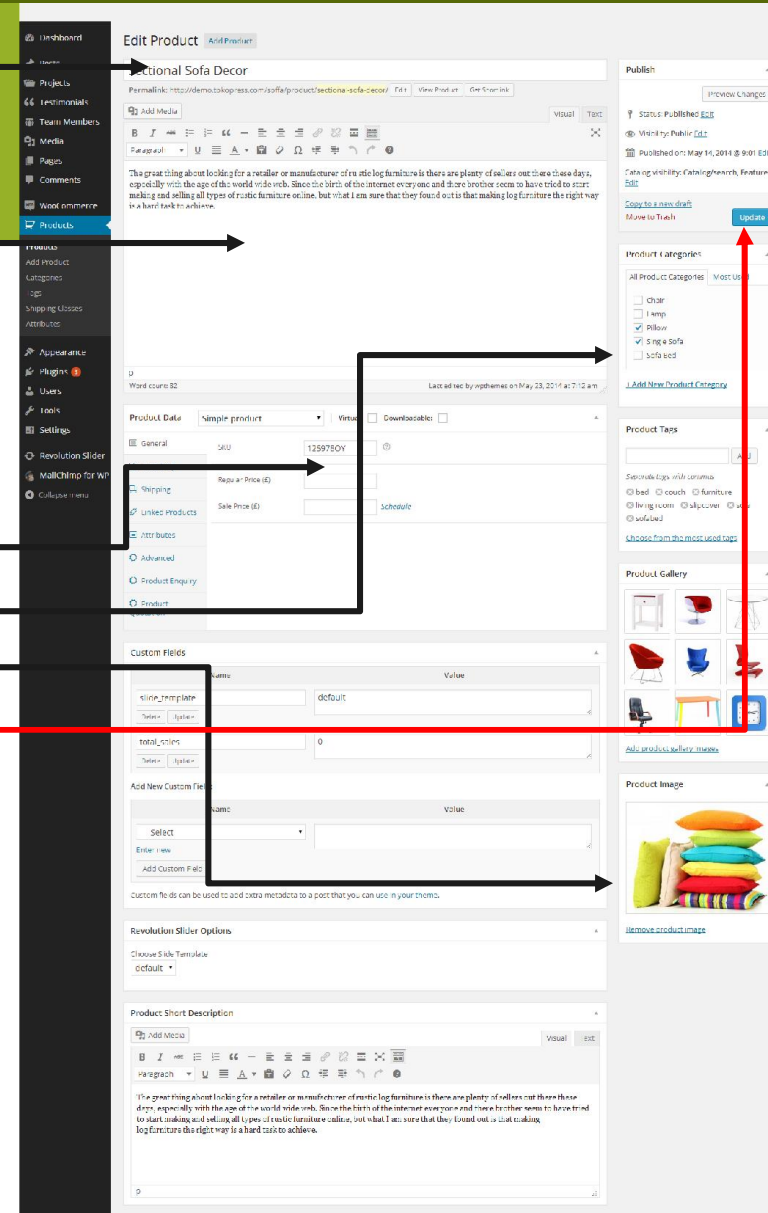 Dashboard
Posts
Projects
Testimonials
Team Members
Media
Pages
Comments
WooCommerce
Products
Products
Add Product
Categories
Tags
Shipping Classes
Attributes
Appearance
Plugins 1
Users
Tools
Settings
Revolution Slider
MailChimp for WP
Collapse menu
Edit Product Add Product
Sectional Sofa Decor
Permalink: http://demo.tokopress.com/soffa/product/sectional-sofa-decor/ Edit View Product Get Shortlink
Add Media
Visual Text
Paragraph
The great thing about looking for a retailer or manufacturer of rustic log furniture is there are plenty of sellers out there these days,
especially with the age of the world wide web. Since the birth of the internet everyone and there brother seem to have tried to start
making and selling all types of rustic furniture online, but what I am sure that they found out is that making log furniture the right way
is a hard task to achieve.
p
Word count: 82
Last edited by wpthemes on May 23, 2014 at 7:12 am
Product Data Simple product Virtual: Downloadable:
General
Shipping
Linked Products
Attributes
Advanced
Product Enquiry
Product
SKU 125978OY
Regular Price (£)
Sale Price (£) Schedule
Custom Fields
Name Value
slide_template default
Delete Update
total_sales 0
Delete Update
Add New Custom Field:
Name Value
Select
Enter new
Add Custom Field
Custom fields can be used to add extra metadata to a post that you can use in your theme.
Revolution Slider Options
Choose Slide Template
default
Product Short Description
Add Media
Visual Text
Paragraph
The great thing about looking for a retailer or manufacturer of rustic log furniture is there are plenty of sellers out there these
days, especially with the age of the world wide web. Since the birth of the internet everyone and there brother seem to have tried
to start making and selling all types of rustic furniture online, but what I am sure that they found out is that making
log furniture the right way is a hard task to achieve.
p
Publish
Preview Changes
Status: Published Edit
Visibility: Public Edit
Published on: May 14, 2014 @ 9:01 Edit
Catalog visibility: Catalog/search, Feature
Edit
Copy to a new draft
Move to Trash
Update
Product Categories
All Product Categories Most Used
Chair
Lamp
Pillow
Single Sofa
Sofa Bed
+ Add New Product Category
Product Tags
Add
Separate tags with commas
bed couch furniture
living room slipcover sofa
sofabed
Choose from the most used tags
Product Gallery
Add product gallery images
Product Image
Remove product image